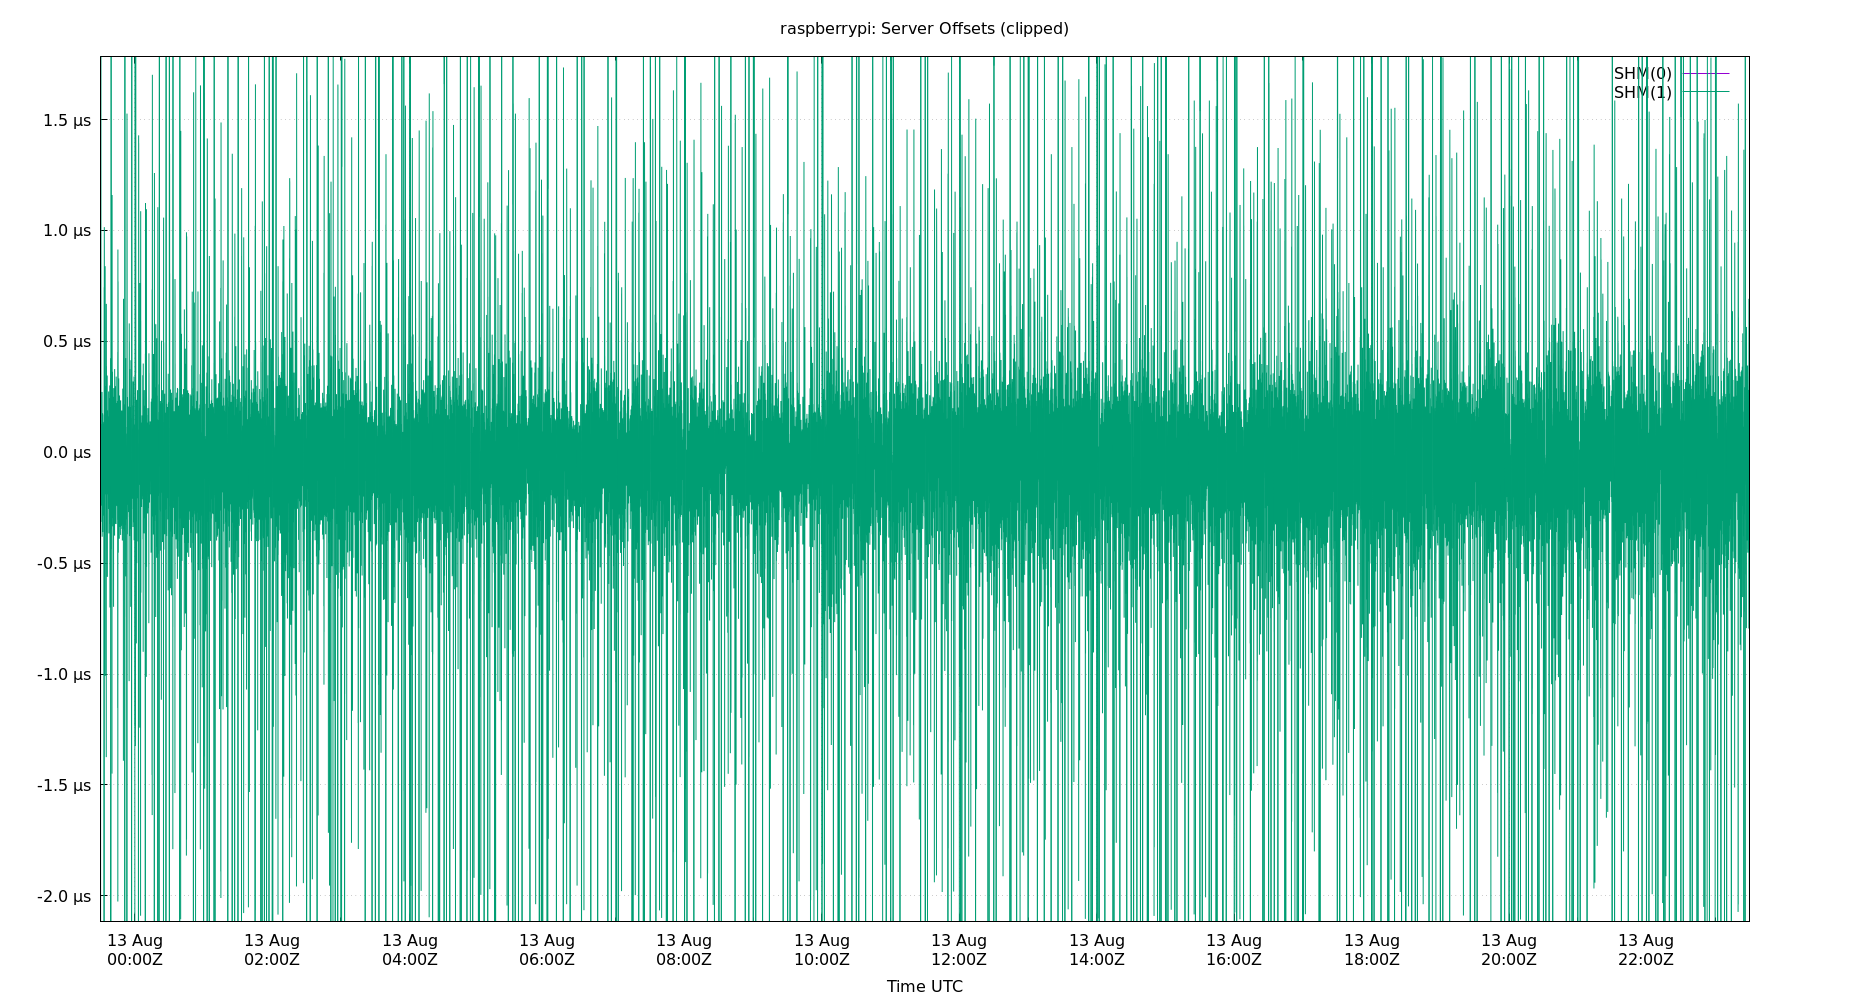 raspberrypi: Server Offsets (clipped)
SHM(0)
SHM(1)
1.5 µs
1.0 µs
0.5 µs
0.0 µs
-0.5 µs
-1.0 µs
-1.5 µs
-2.0 µs
13 Aug 13 Aug 13 Aug 13 Aug 13 Aug 13 Aug 13 Aug 13 Aug 13 Aug 13 Aug 13 Aug 13 Aug
00:00Z 02:00Z 04:00Z 06:00Z 08:00Z 10:00Z 12:00Z 14:00Z 16:00Z 18:00Z 20:00Z 22:00Z
Time UTC